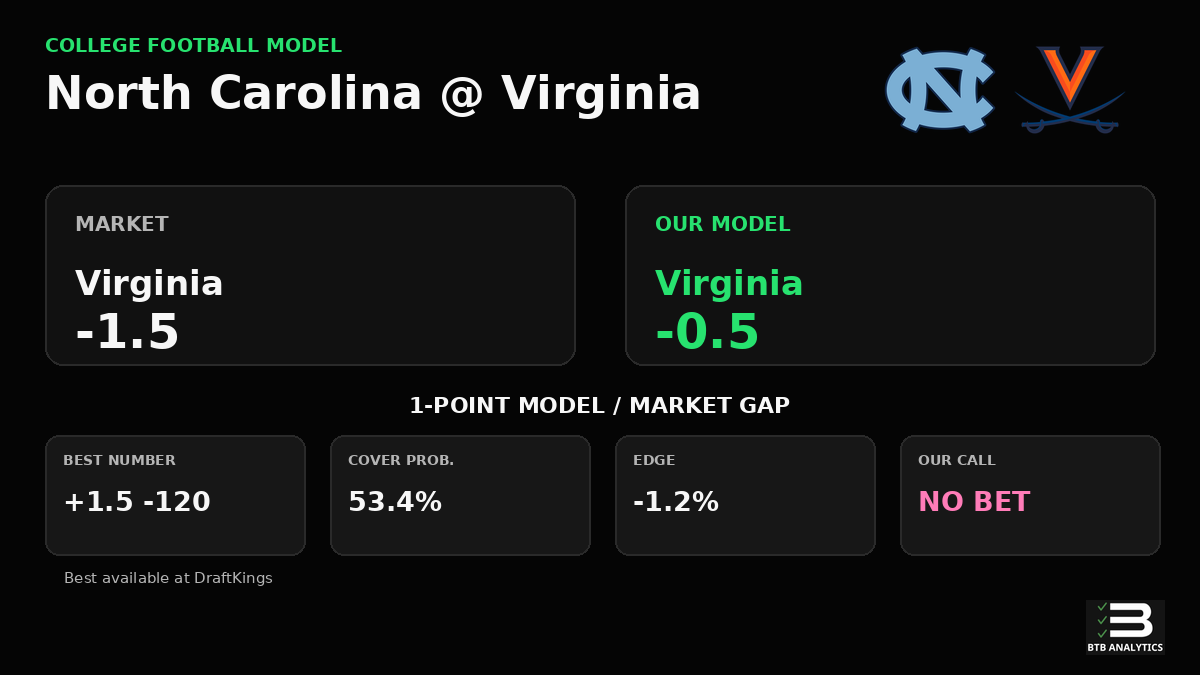 COLLEGE FOOTBALL MODEL
North Carolina @ Virginia
NC
V
MARKET
Virginia
-1.5
OUR MODEL
Virginia
-0.5
1-POINT MODEL / MARKET GAP
BEST NUMBER
+1.5 -120
COVER PROB.
53.4%
EDGE
-1.2%
OUR CALL
NO BET
Best available at DraftKings
B
BTB ANALYTICS